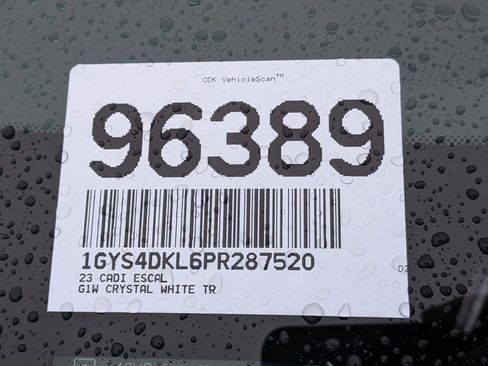 CDK VehicleScan™
96389
1GYS4DKL6PR287520
23 CADI ESCAL
G1W CRYSTAL WHITE TR